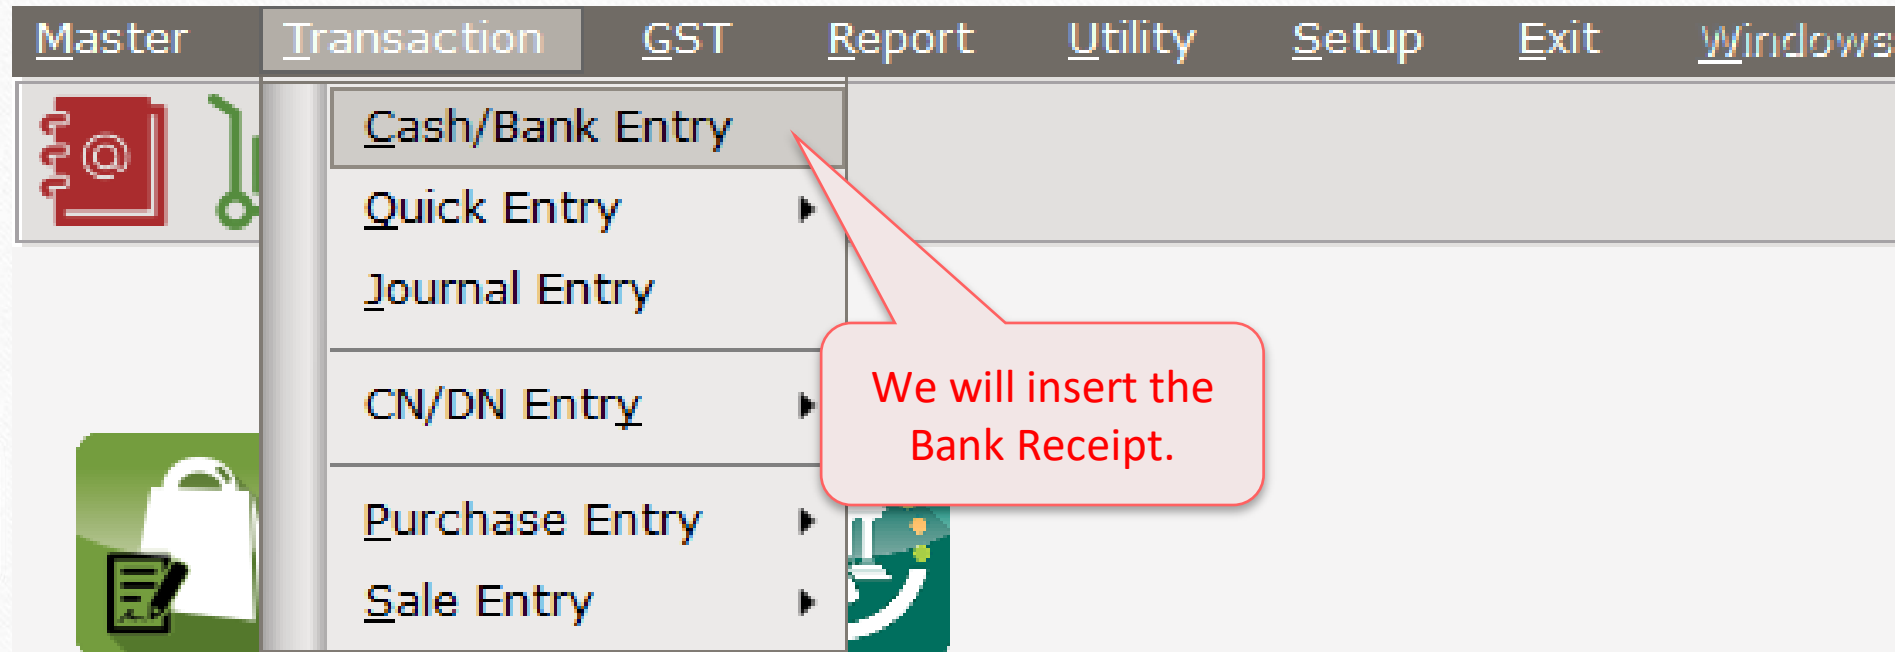 Master Transaction GST Report Utility Setup Exit Windows
@
Cash/Bank Entry
Quick Entry
Journal Entry
CN/DN Entry
Purchase Entry
Sale Entry
We will insert the
Bank Receipt.